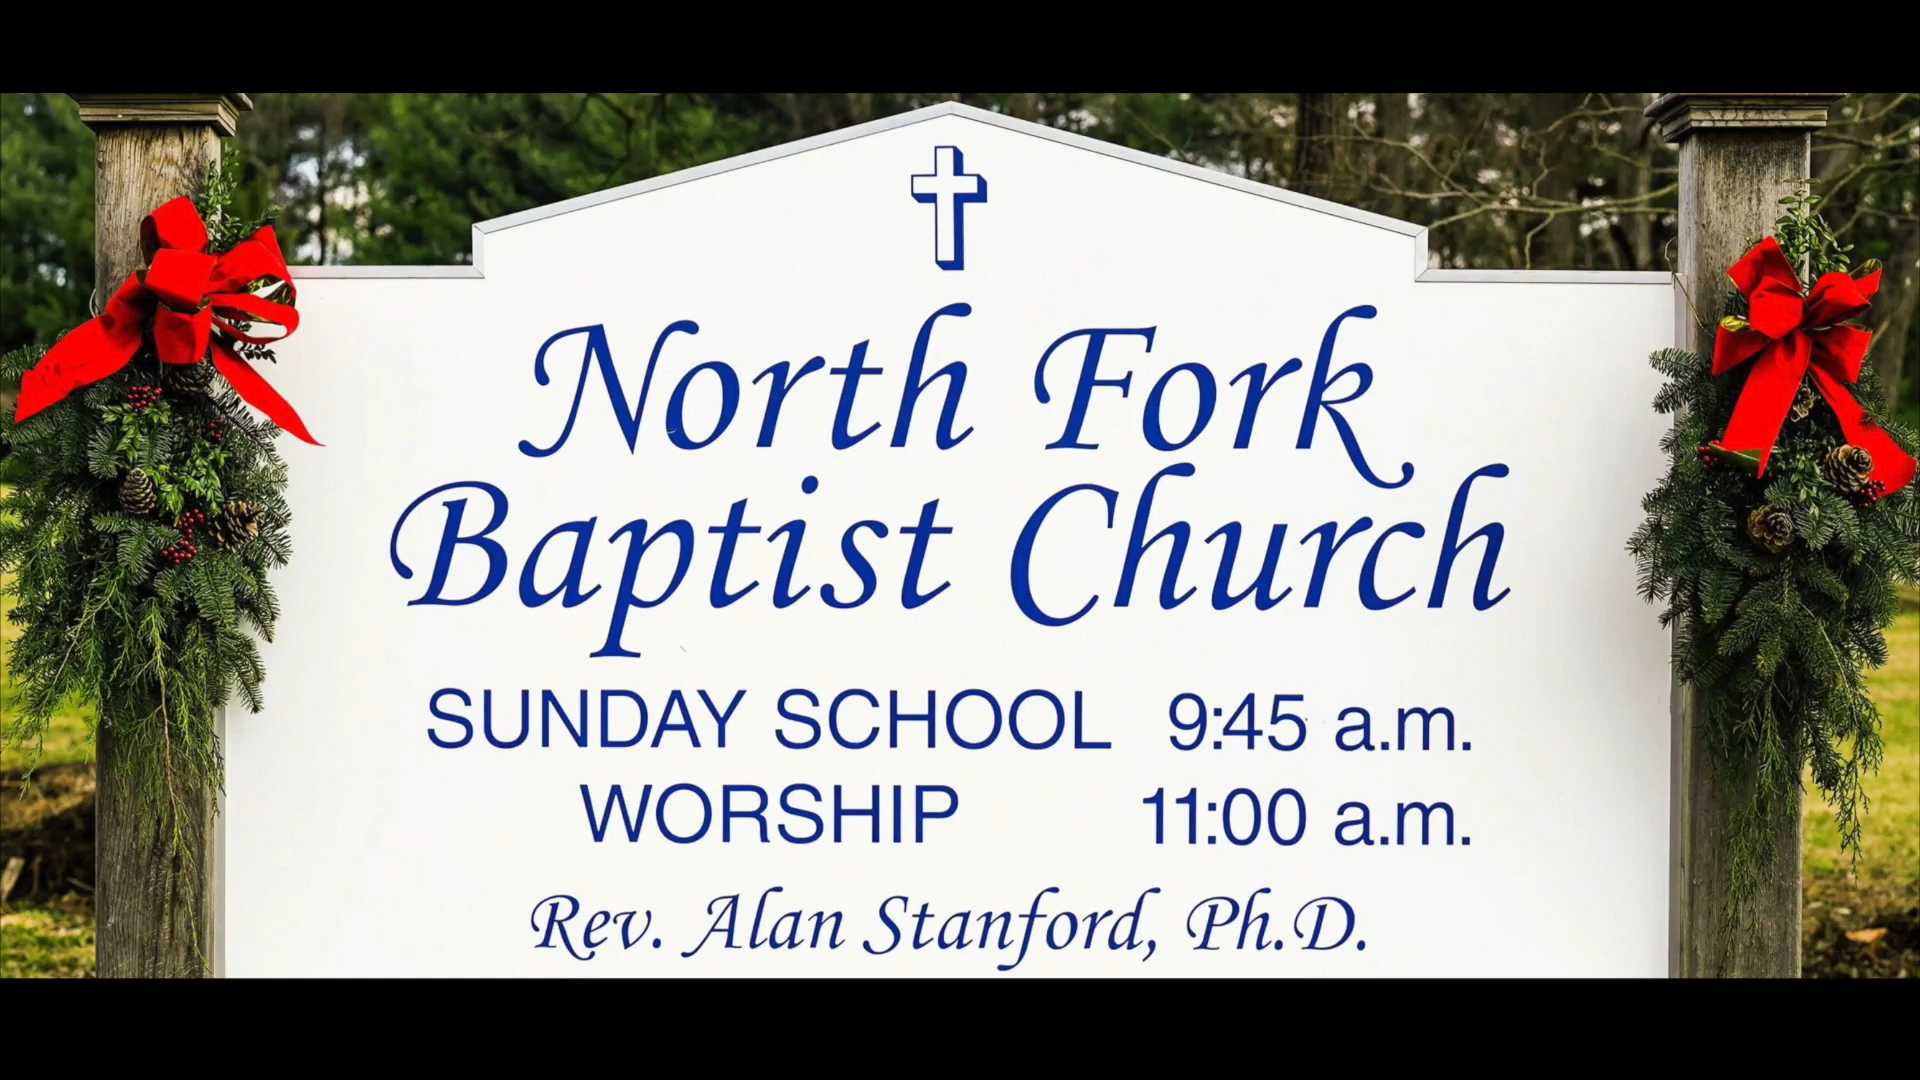 North Fork
Baptist Church
SUNDAY SCHOOL 9:45 a.m.
WORSHIP 11:00 a.m.
Rev. Alan Stanford, Ph.D.